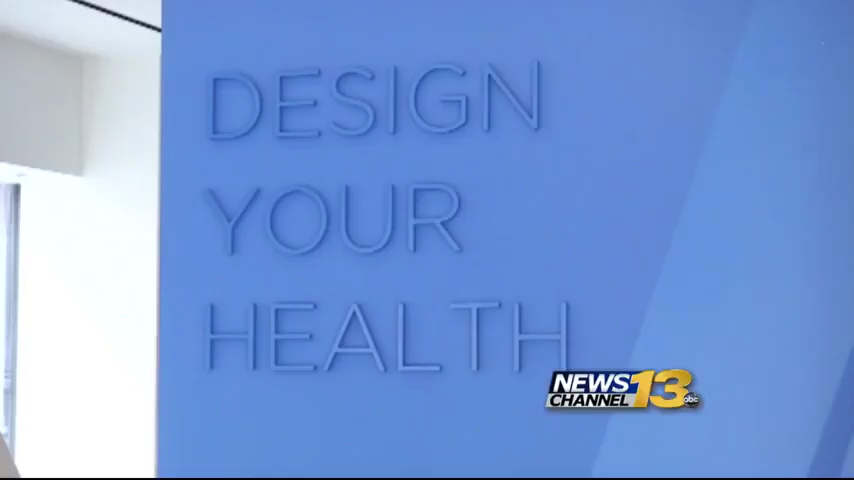 DESIGN
YOUR
HEALTH
NEWS 13
CHANNEL abc